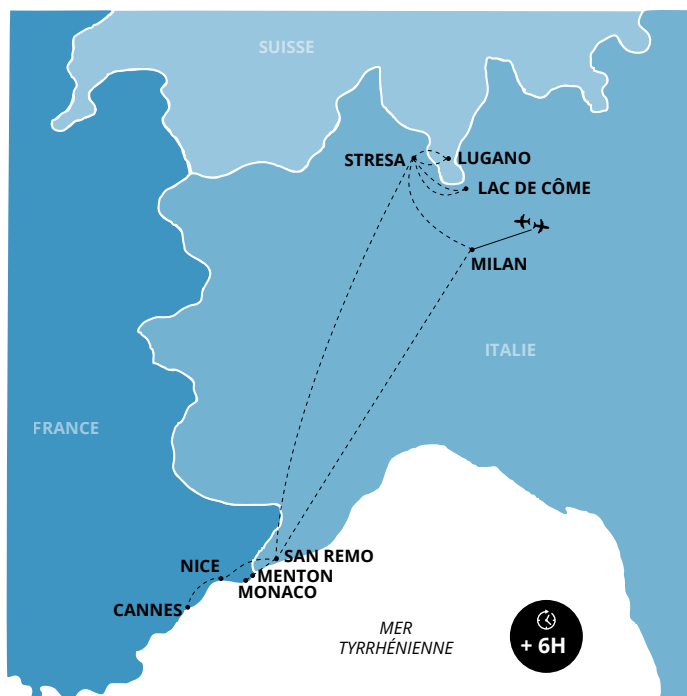 SUISSE
STRESA
LUGANO
LAC DE CÔME
MILAN
ITALIE
FRANCE
SAN REMO
NICE
MENTON
MONACO
CANNES
MER
TYRRHÉNIENNE
+ 6H